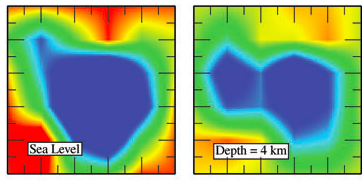 Sea Level
Depth = 4 km